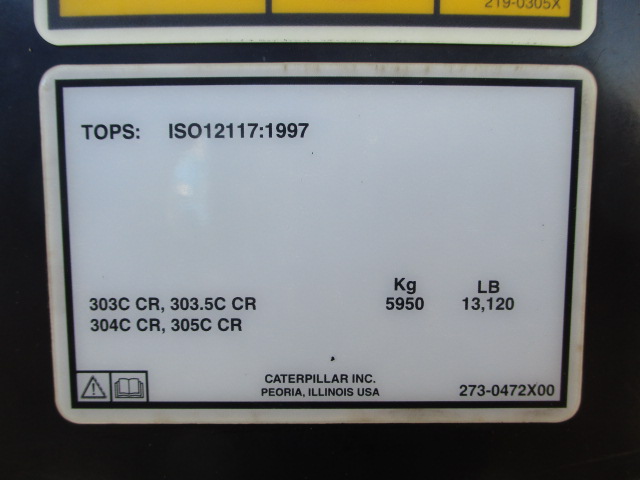 219-0305X
TOPS: ISO12117:1997
Kg LB
303C CR, 303.5C CR 5950 13,120
304C CR, 305C CR
CATERPILLAR INC.
PEORIA, ILLINOIS USA 273-0472X00